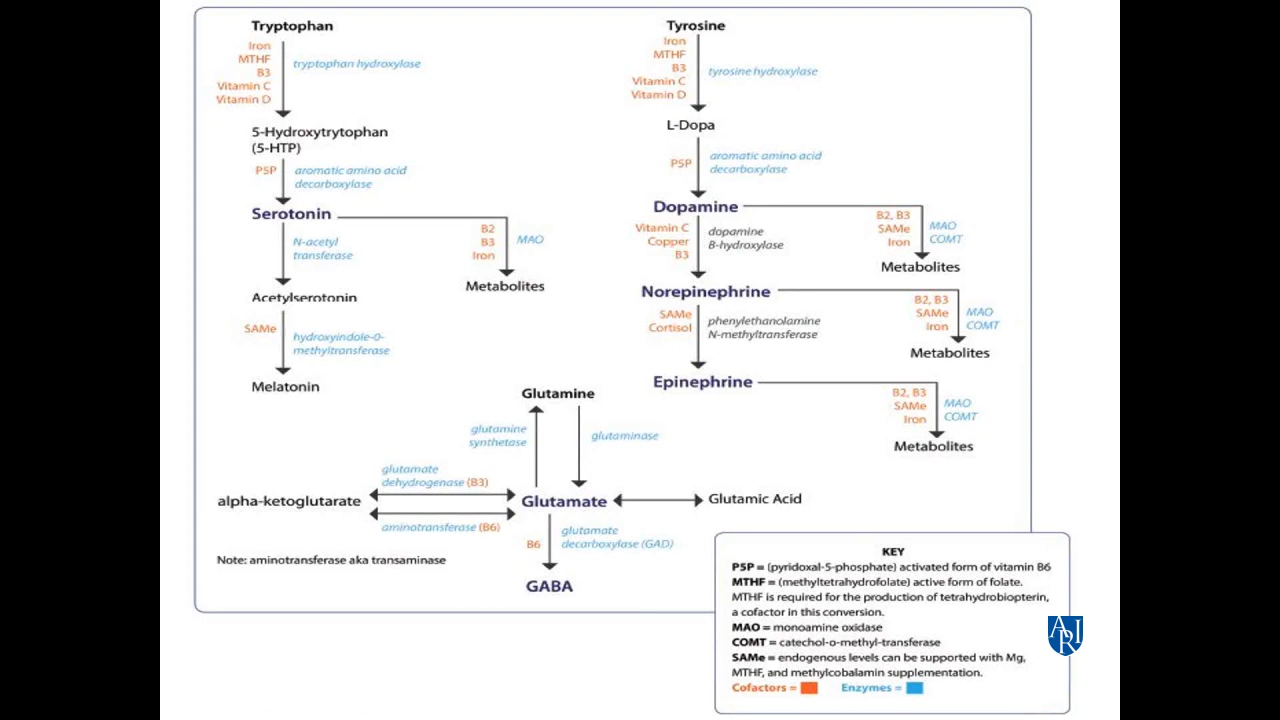 Tryptophan
Iron
MTHF
B3
Vitamin C
Vitamin D
tryptophan hydroxylase
5-Hydroxytrytophan
(5-HTP)
P5P
aromatic amino acid
decarboxylase
Serotonin
N-acetyl
transferase
B2
B3
Iron
MAO
Metabolites
Acetylserotonin
SAMe
hydroxyindole-0-
methyltransferase
Melatonin
Tyrosine
Iron
MTHF
B3
Vitamin C
Vitamin D
tyrosine hydroxylase
L-Dopa
P5P
aromatic amino acid
decarboxylase
Dopamine
B2, B3
SAMe
Iron
MAO
COMT
Metabolites
Vitamin C
Copper
B3
dopamine
B-hydroxylase
Norepinephrine
B2, B3
SAMe
Iron
MAO
COMT
Metabolites
SAMe
Cortisol
phenylethanolamine
N-methyltransferase
Epinephrine
B2, B3
SAMe
Iron
MAO
COMT
Metabolites
Glutamine
glutamine
synthetase
glutaminase
glutamate
dehydrogenase (B3)
alpha-ketoglutarate
Glutamate
Glutamic Acid
aminotransferase (B6)
B6
glutamate
decarboxylase (GAD)
GABA
Note: aminotransferase aka transaminase
KEY
P5P = (pyridoxal-5-phosphate) activated form of vitamin B6
MTHF = (methyltetrahydrofolate) active form of folate.
MTHF is required for the production of tetrahydrobiopterin,
a cofactor in this conversion.
MAO = monoamine oxidase
COMT = catechol-o-methyl-transferase
SAMe = endogenous levels can be supported with Mg,
MTHF, and methylcobalamin supplementation.
Cofactors =
Enzymes =
APRI